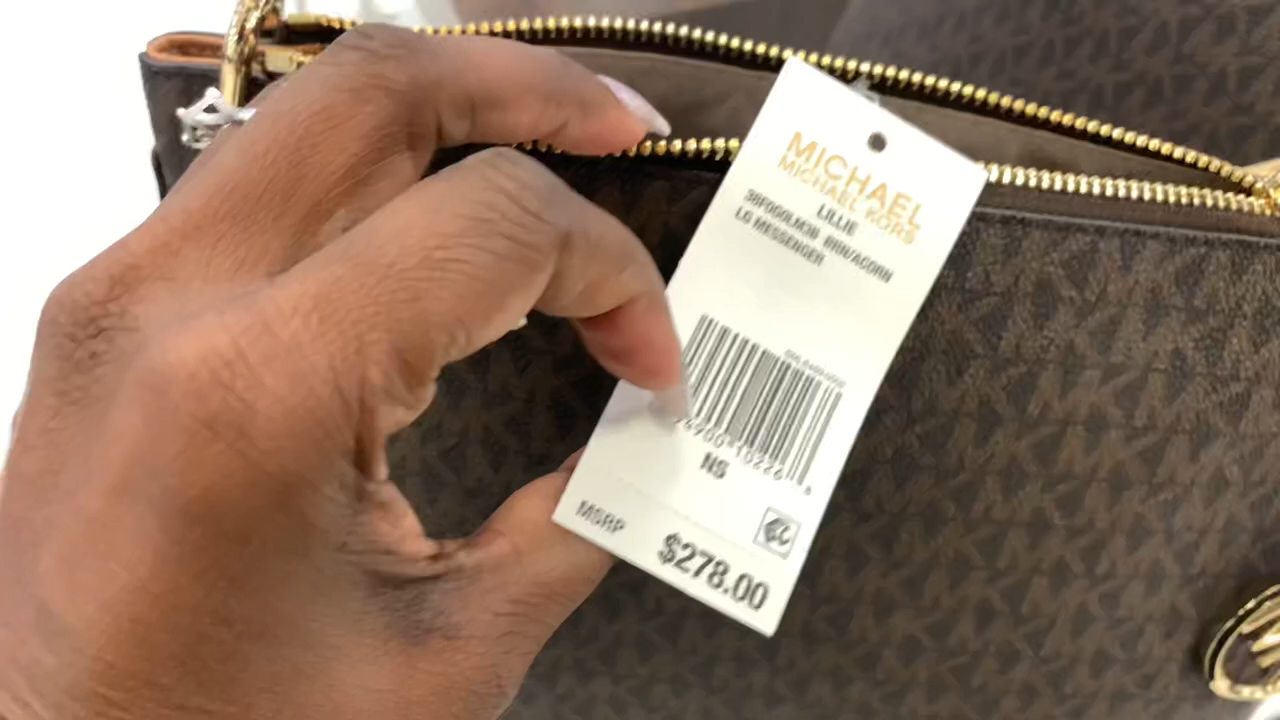 MICHAEL
MICHAEL KORS
LILLIE
BRN/ACORN
LG MESSENGER
NS
MSRP
$278.00